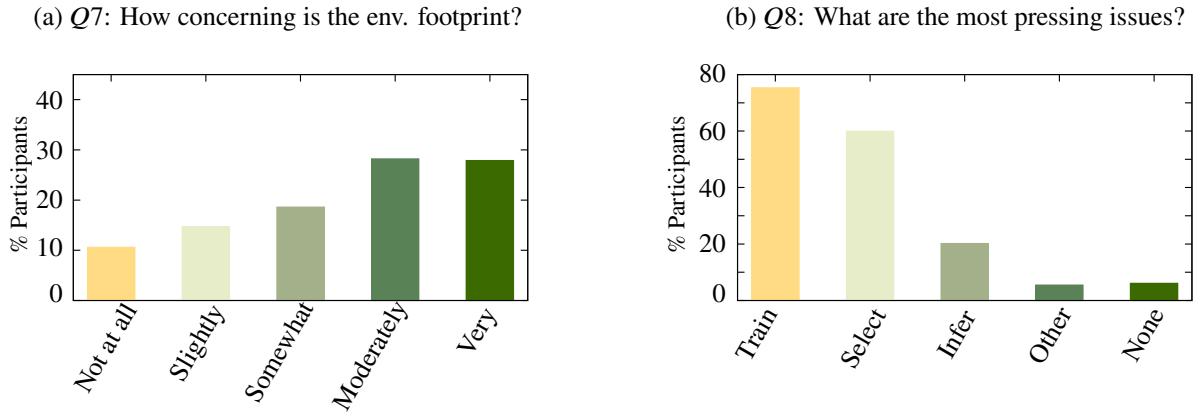 (a) Q7: How concerning is the env. footprint?
% Participants
40
30
20
10
0
Not at all
Slightly
Somewhat
Moderately
Very
(b) Q8: What are the most pressing issues?
% Participants
80
60
40
20
0
Train
Select
Infer
Other
None